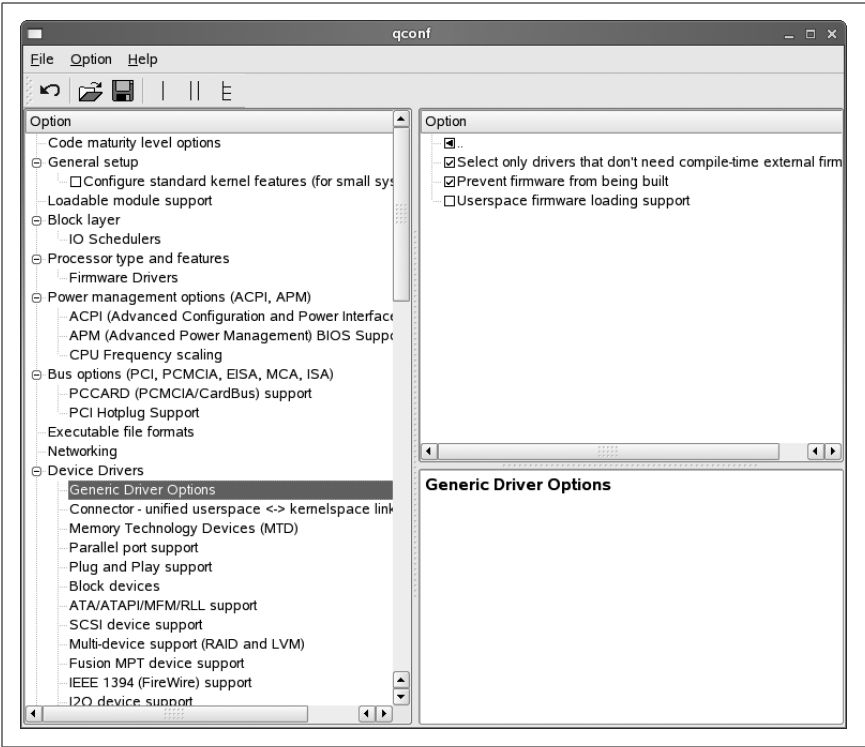 qconf
File Option Help
Option
Code maturity level options
General setup
Configure standard kernel features (for small sys
Loadable module support
Block layer
IO Schedulers
Processor type and features
Firmware Drivers
Power management options (ACPI, APM)
ACPI (Advanced Configuration and Power Interface
APM (Advanced Power Management) BIOS Suppo
CPU Frequency scaling
Bus options (PCI, PCMCIA, EISA, MCA, ISA)
PCCARD (PCMCIA/CardBus) support
PCI Hotplug Support
Executable file formats
Networking
Device Drivers
Generic Driver Options
Connector - unified userspace <-> kernelspace link
Memory Technology Devices (MTD)
Parallel port support
Plug and Play support
Block devices
ATA/ATAPI/MFM/RLL support
SCSI device support
Multi-device support (RAID and LVM)
Fusion MPT device support
IEEE 1394 (FireWire) support
I2O device support
Option
..
Select only drivers that don't need compile-time external firm
Prevent firmware from being built
Userspace firmware loading support
Generic Driver Options